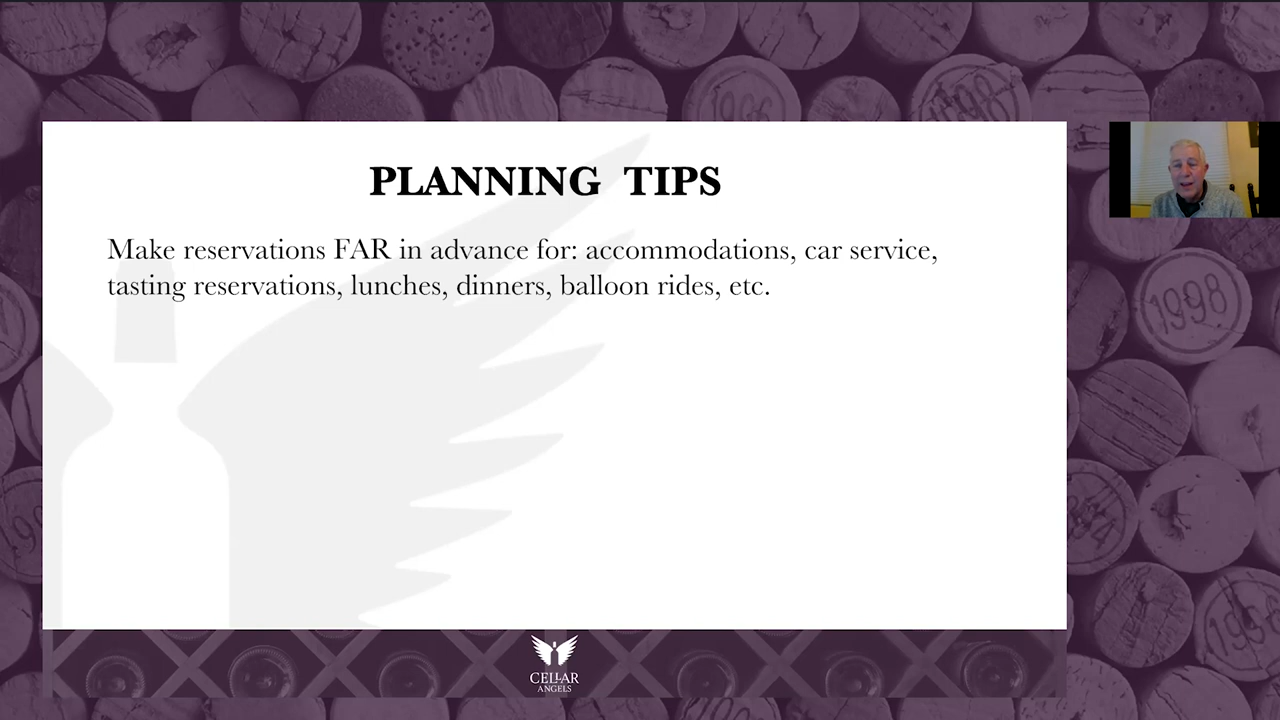 PLANNING TIPS
Make reservations FAR in advance for: accommodations, car service,
tasting reservations, lunches, dinners, balloon rides, etc.
CELLAR
ANGELS
1998